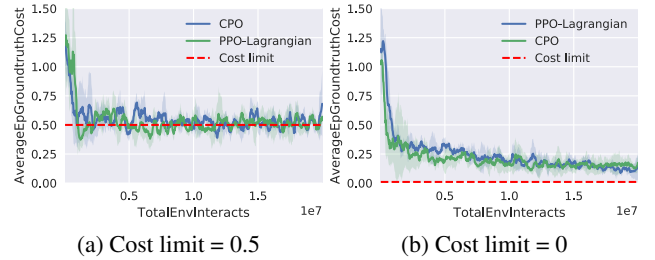 1.50
1.25
1.00
0.75
0.50
0.25
0.00
AverageEpGroundtruthCost
CPO
PPO-Lagrangian
Cost limit
0.5 1.0 1.5
1e7
TotalEnvInteracts
(a) Cost limit = 0.5
1.50
1.25
1.00
0.75
0.50
0.25
0.00
AverageEpGroundtruthCost
PPO-Lagrangian
CPO
Cost limit
0.5 1.0 1.5
1e7
TotalEnvInteracts
(b) Cost limit = 0